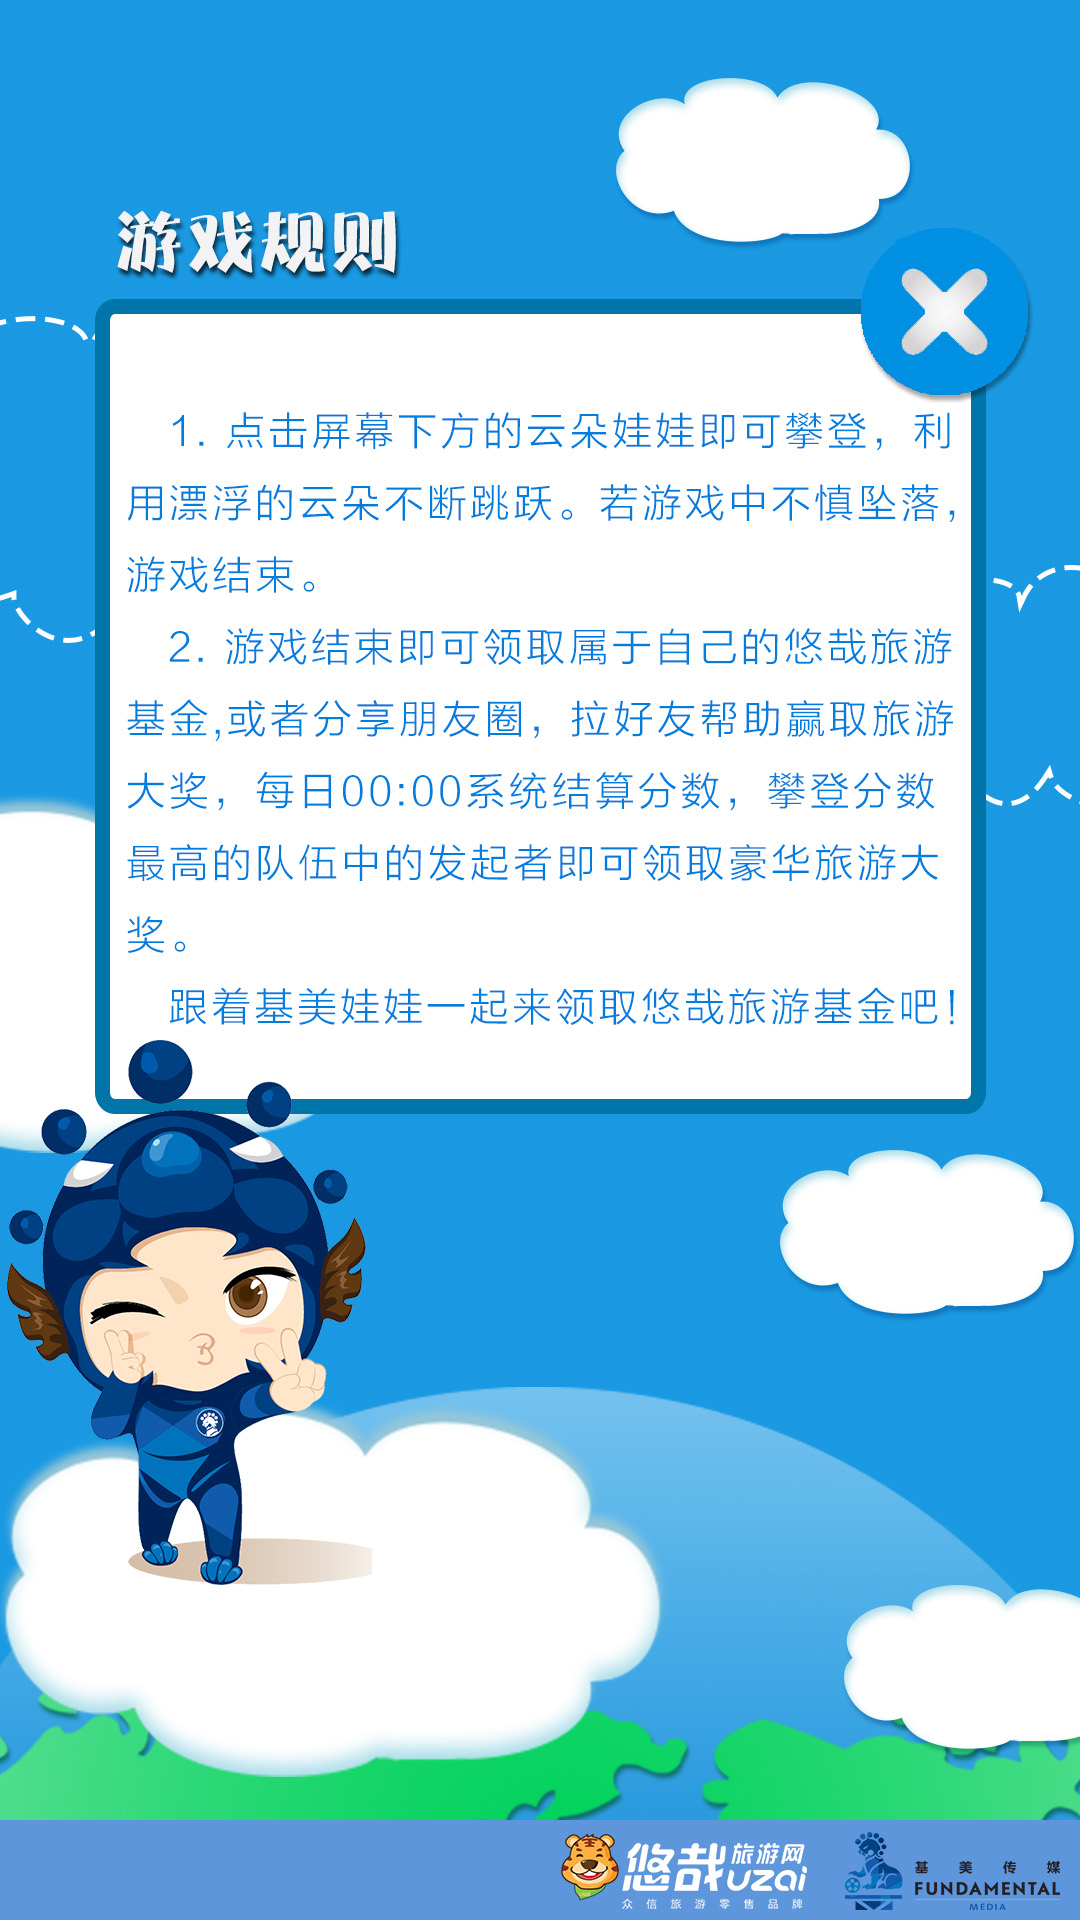 游戏规则
1. 点击屏幕下方的云朵娃娃即可攀登，利
用漂浮的云朵不断跳跃。若游戏中不慎坠落，
游戏结束。
2. 游戏结束即可领取属于自己的悠哉旅游
基金,或者分享朋友圈，拉好友帮助赢取旅游
大奖，每日00:00系统结算分数，攀登分数
最高的队伍中的发起者即可领取豪华旅游大
奖。
跟着基美娃娃一起来领取悠哉旅游基金吧！
悠哉旅游网
uzai
众信旅游零售品牌
基美传媒
FUNDAMENTAL
MEDIA